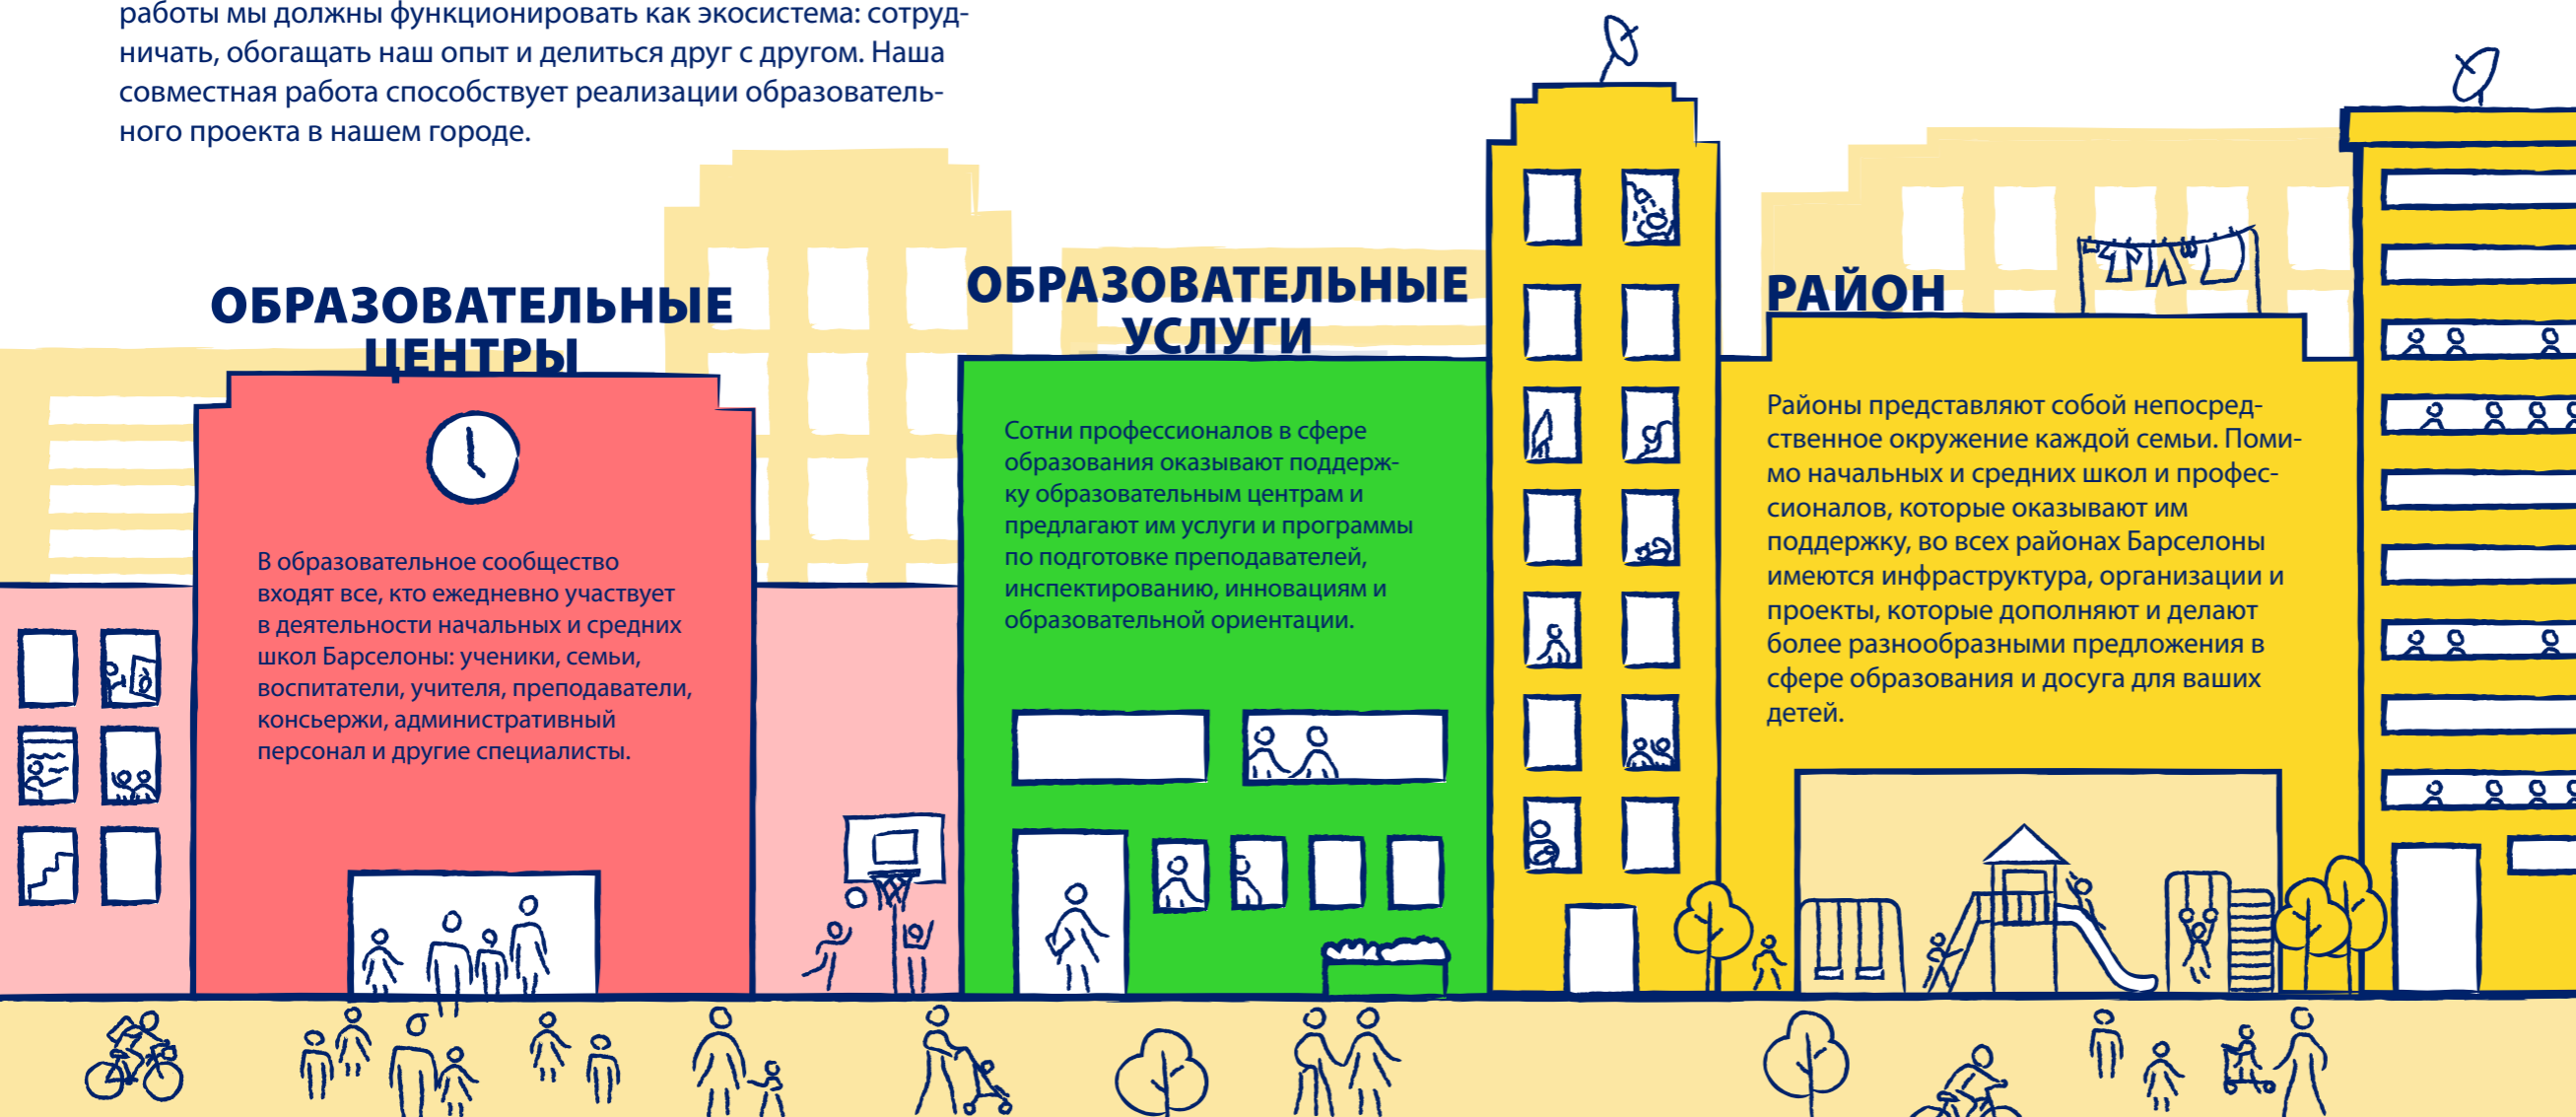 работы мы должны функционировать как экосистема: сотруд-
ничать, обогащать наш опыт и делиться друг с другом. Наша
совместная работа способствует реализации образователь-
ного проекта в нашем городе.
ОБРАЗОВАТЕЛЬНЫЕ
ЦЕНТРЫ
В образовательное сообщество
входят все, кто ежедневно участвует
в деятельности начальных и средних
школ Барселоны: ученики, семьи,
воспитатели, учителя, преподаватели,
консьержи, административный
персонал и другие специалисты.
ОБРАЗОВАТЕЛЬНЫЕ
УСЛУГИ
Сотни профессионалов в сфере
образования оказывают поддерж-
ку образовательным центрам и
предлагают им услуги и программы
по подготовке преподавателей,
инспектированию, инновациям и
образовательной ориентации.
РАЙОН
Районы представляют собой непосред-
ственное окружение каждой семьи. Поми-
мо начальных и средних школ и профес-
сионалов, которые оказывают им
поддержку, во всех районах Барселоны
имеются инфраструктура, организации и
проекты, которые дополняют и делают
более разнообразными предложения в
сфере образования и досуга для ваших
детей.